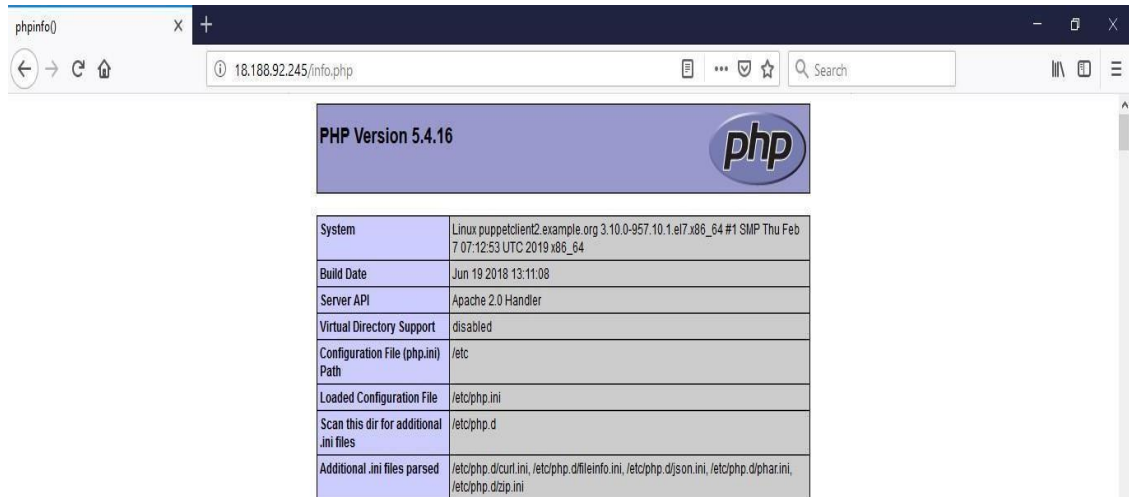 phpinfo()
18.188.92.245/info.php
Search
PHP Version 5.4.16
php
System
Linux puppetclient2.example.org 3.10.0-957.10.1.el7.x86_64 #1 SMP Thu Feb
7 07:12:53 UTC 2019 x86_64
Build Date
Jun 19 2018 13:11:08
Server API
Apache 2.0 Handler
Virtual Directory Support
disabled
Configuration File (php.ini)
Path
/etc
Loaded Configuration File
/etc/php.ini
Scan this dir for additional
.ini files
/etc/php.d
Additional .ini files parsed
/etc/php.d/curl.ini, /etc/php.d/fileinfo.ini, /etc/php.d/json.ini, /etc/php.d/phar.ini,
/etc/php.d/zip.ini